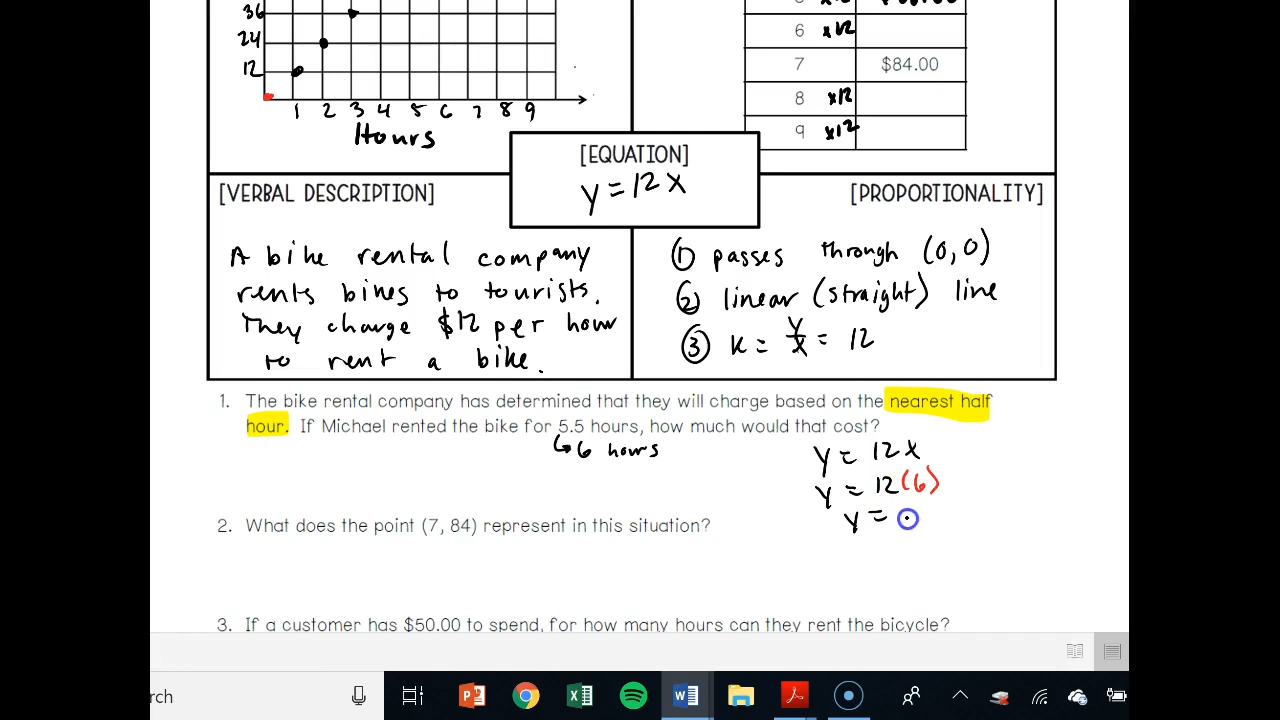 36
24
12
1 2 3 4 5 6 7 8 9
Hours
6 x12
7 $84.00
8 x12
9 x12
[EQUATION]
y = 12x
[VERBAL DESCRIPTION]
A bike rental company
rents bikes to tourists.
They charge $12 per hour
to rent a bike.
[PROPORTIONALITY]
① passes through (0,0)
② linear (straight) line
③ k = y/x = 12
1. The bike rental company has determined that they will charge based on the nearest half
hour. If Michael rented the bike for 5.5 hours, how much would that cost?
↳ 6 hours
y = 12x
y = 12(6)
y =
2. What does the point (7, 84) represent in this situation?
3. If a customer has $50.00 to spend, for how many hours can they rent the bicycle?
rch